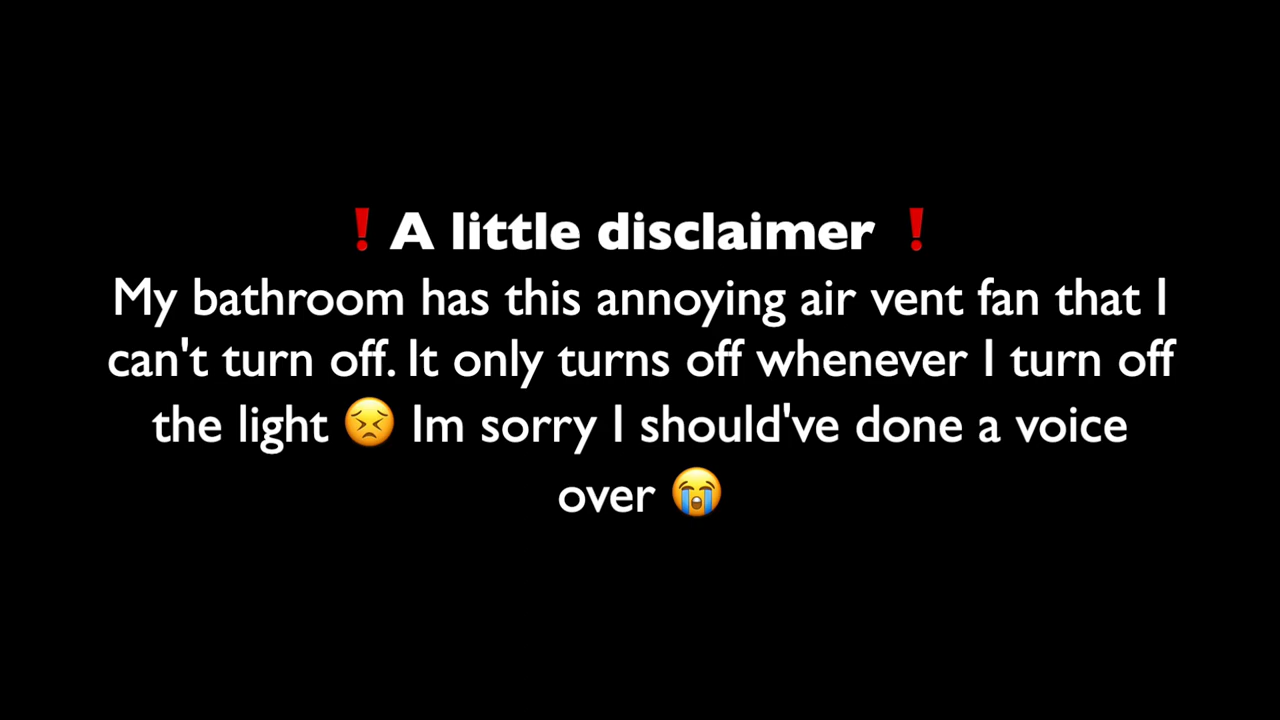 ❗A little disclaimer ❗
My bathroom has this annoying air vent fan that I
can't turn off. It only turns off whenever I turn off
the light 😣 Im sorry I should've done a voice
over 😭